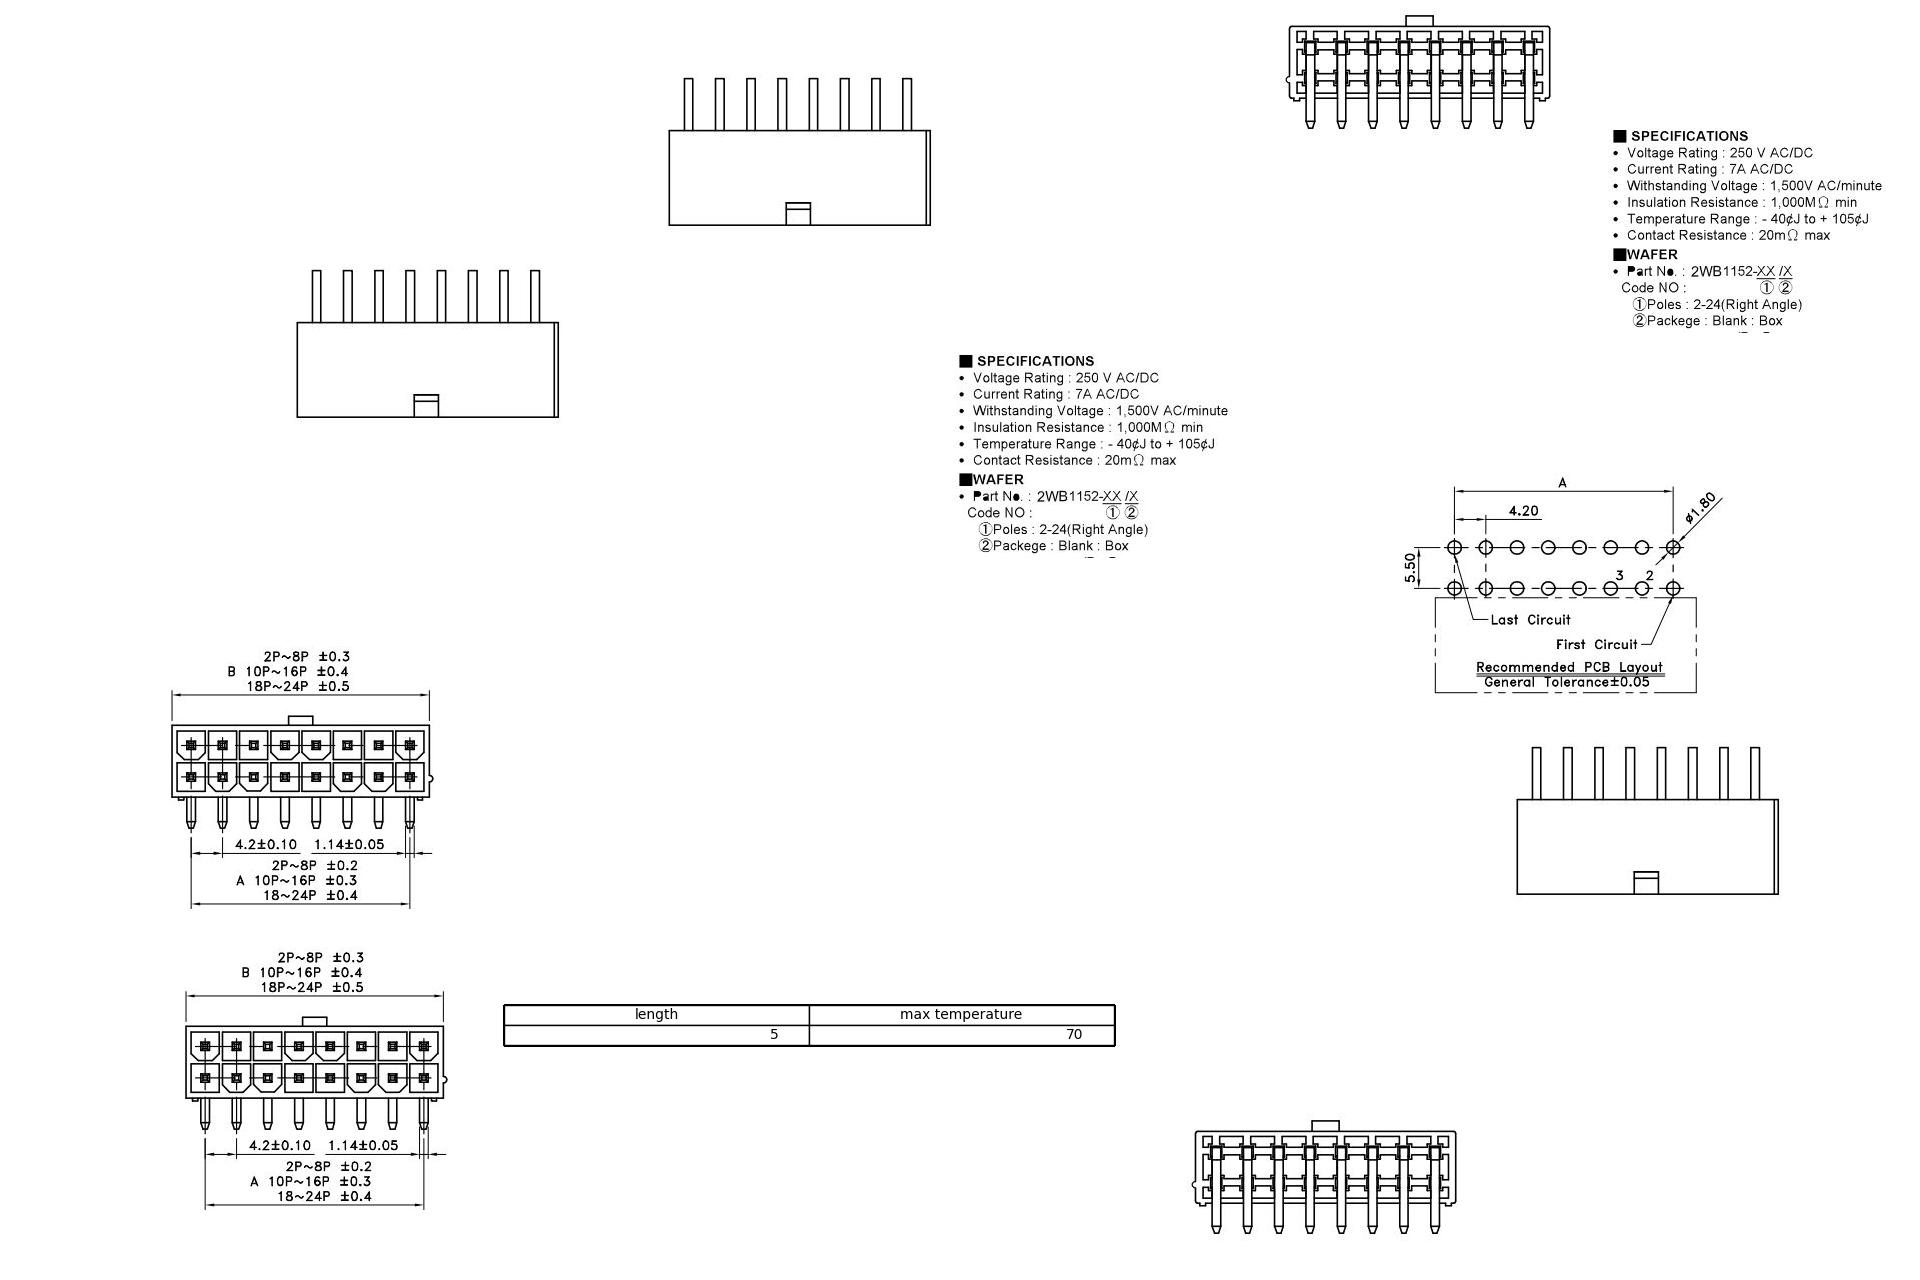 ■ SPECIFICATIONS
• Voltage Rating : 250 V AC/DC
• Current Rating : 7A AC/DC
• Withstanding Voltage : 1,500V AC/minute
• Insulation Resistance : 1,000MΩ min
• Temperature Range : - 40¢J to + 105¢J
• Contact Resistance : 20mΩ max
■WAFER
• Part No. : 2WB1152-XX /X
Code NO : ① ②
①Poles : 2-24(Right Angle)
②Packege : Blank : Box
■ SPECIFICATIONS
• Voltage Rating : 250 V AC/DC
• Current Rating : 7A AC/DC
• Withstanding Voltage : 1,500V AC/minute
• Insulation Resistance : 1,000MΩ min
• Temperature Range : - 40¢J to + 105¢J
• Contact Resistance : 20mΩ max
■WAFER
• Part No. : 2WB1152-XX /X
Code NO : ① ②
①Poles : 2-24(Right Angle)
②Packege : Blank : Box
A
4.20
ø1.80
5.50
3 2
Last Circuit
First Circuit
Recommended PCB Layout
General Tolerance±0.05
2P~8P ±0.3
B 10P~16P ±0.4
18P~24P ±0.5
4.2±0.10 1.14±0.05
2P~8P ±0.2
A 10P~16P ±0.3
18~24P ±0.4
2P~8P ±0.3
B 10P~16P ±0.4
18P~24P ±0.5
4.2±0.10 1.14±0.05
2P~8P ±0.2
A 10P~16P ±0.3
18~24P ±0.4
length max temperature
5 70